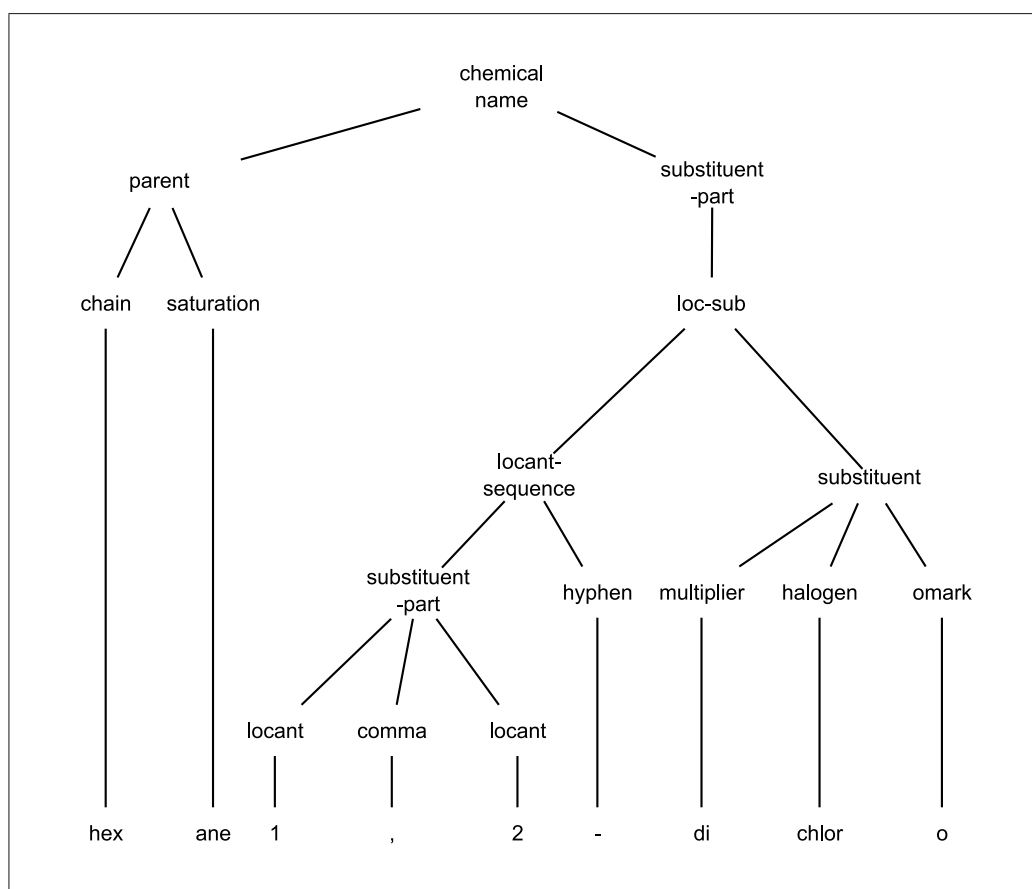 chemical
name
parent
substituent
-part
chain
saturation
loc-sub
locant-
sequence
substituent
substituent
-part
hyphen
multiplier
halogen
omark
locant
comma
locant
hex
ane
1
,
2
-
di
chlor
o